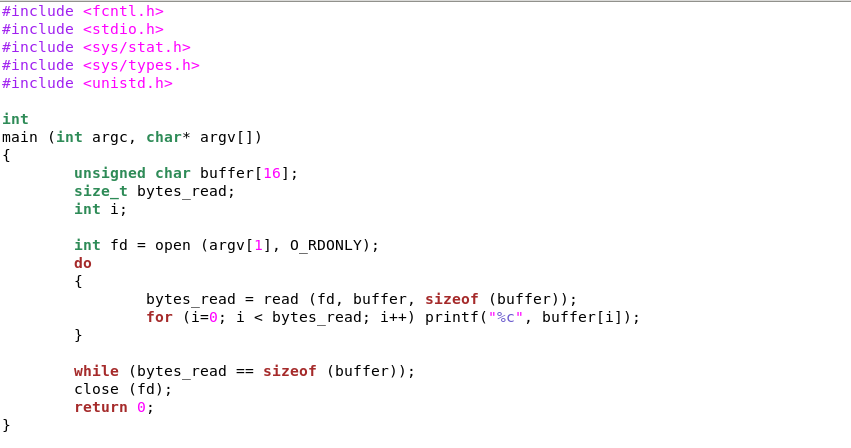 #include <fcntl.h>
#include <stdio.h>
#include <sys/stat.h>
#include <sys/types.h>
#include <unistd.h>

int
main (int argc, char* argv[])
{
        unsigned char buffer[16];
        size_t bytes_read;
        int i;

        int fd = open (argv[1], O_RDONLY);
        do
        {
                bytes_read = read (fd, buffer, sizeof (buffer));
                for (i=0; i < bytes_read; i++) printf("%c", buffer[i]);
        }

        while (bytes_read == sizeof (buffer));
        close (fd);
        return 0;
}